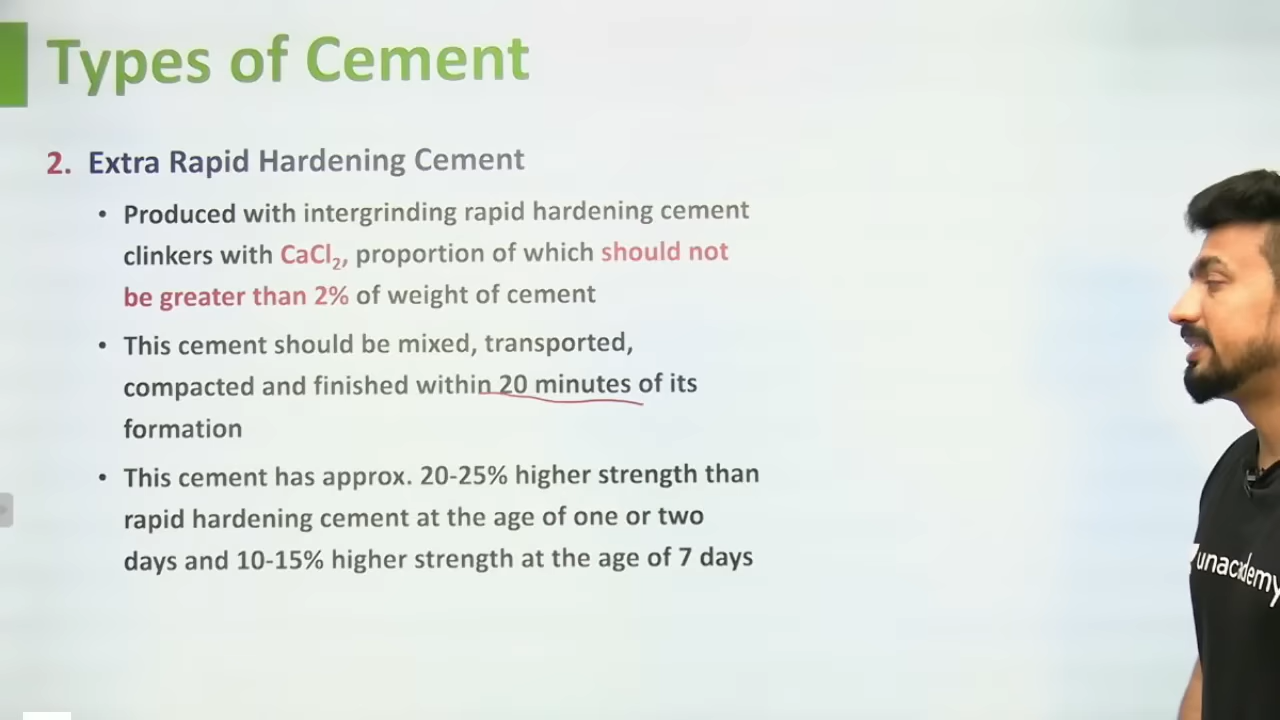 Types of Cement
2. Extra Rapid Hardening Cement
• Produced with intergrinding rapid hardening cement
clinkers with CaCl₂, proportion of which should not
be greater than 2% of weight of cement
• This cement should be mixed, transported,
compacted and finished within 20 minutes of its
formation
• This cement has approx. 20-25% higher strength than
rapid hardening cement at the age of one or two
days and 10-15% higher strength at the age of 7 days
unacademy